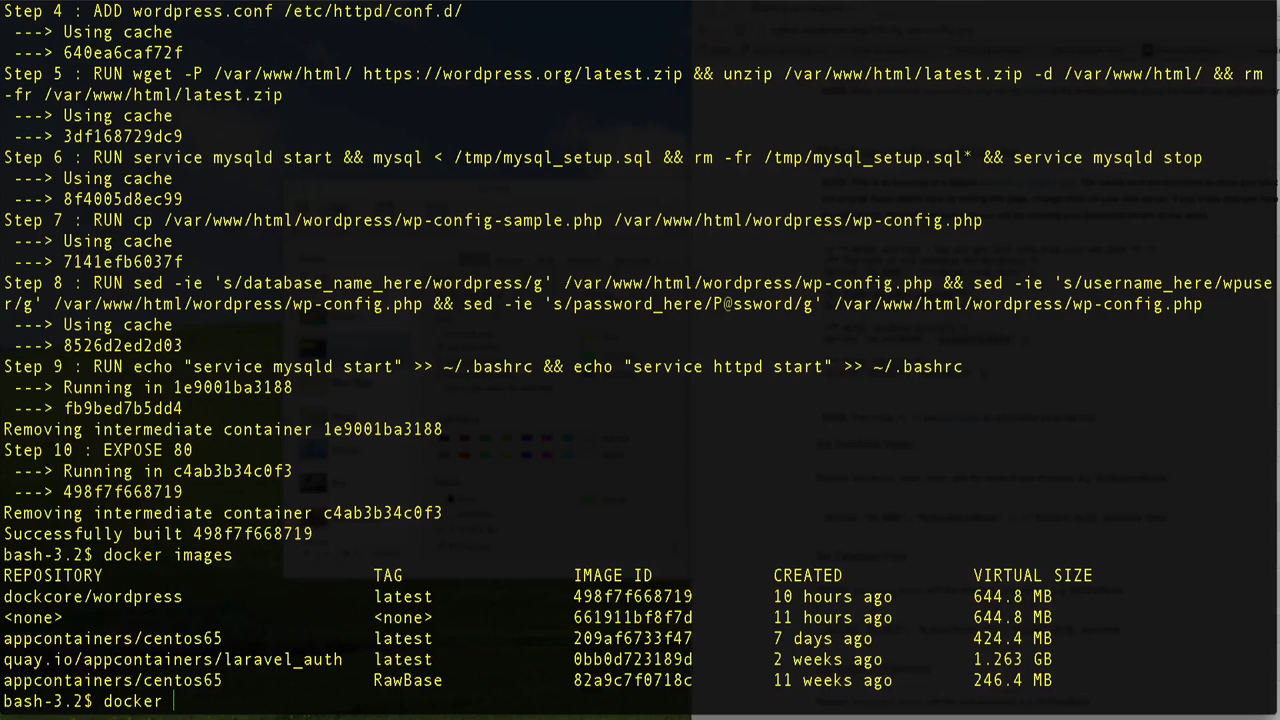 Step 4 : ADD wordpress.conf /etc/httpd/conf.d/
---> Using cache
---> 640ea6caf72f
Step 5 : RUN wget -P /var/www/html/ https://wordpress.org/latest.zip && unzip /var/www/html/latest.zip -d /var/www/html/ && rm
-fr /var/www/html/latest.zip
---> Using cache
---> 3df168729dc9
Step 6 : RUN service mysqld start && mysql < /tmp/mysql_setup.sql && rm -fr /tmp/mysql_setup.sql* && service mysqld stop
---> Using cache
---> 8f4005d8ec99
Step 7 : RUN cp /var/www/html/wordpress/wp-config-sample.php /var/www/html/wordpress/wp-config.php
---> Using cache
---> 7141efb6037f
Step 8 : RUN sed -ie 's/database_name_here/wordpress/g' /var/www/html/wordpress/wp-config.php && sed -ie 's/username_here/wpuse
r/g' /var/www/html/wordpress/wp-config.php && sed -ie 's/password_here/P@ssword/g' /var/www/html/wordpress/wp-config.php
---> Using cache
---> 8526d2ed2d03
Step 9 : RUN echo "service mysqld start" >> ~/.bashrc && echo "service httpd start" >> ~/.bashrc
---> Running in 1e9001ba3188
---> fb9bed7b5dd4
Removing intermediate container 1e9001ba3188
Step 10 : EXPOSE 80
---> Running in c4ab3b34c0f3
---> 498f7f668719
Removing intermediate container c4ab3b34c0f3
Successfully built 498f7f668719
bash-3.2$ docker images
REPOSITORY TAG IMAGE ID CREATED VIRTUAL SIZE
dockcore/wordpress latest 498f7f668719 10 hours ago 644.8 MB
<none> <none> 661911bf8f7d 11 hours ago 644.8 MB
appcontainers/centos65 latest 209af6733f47 7 days ago 424.4 MB
quay.io/appcontainers/laravel_auth latest 0bb0d723189d 2 weeks ago 1.263 GB
appcontainers/centos65 RawBase 82a9c7f0718c 11 weeks ago 246.4 MB
bash-3.2$ docker